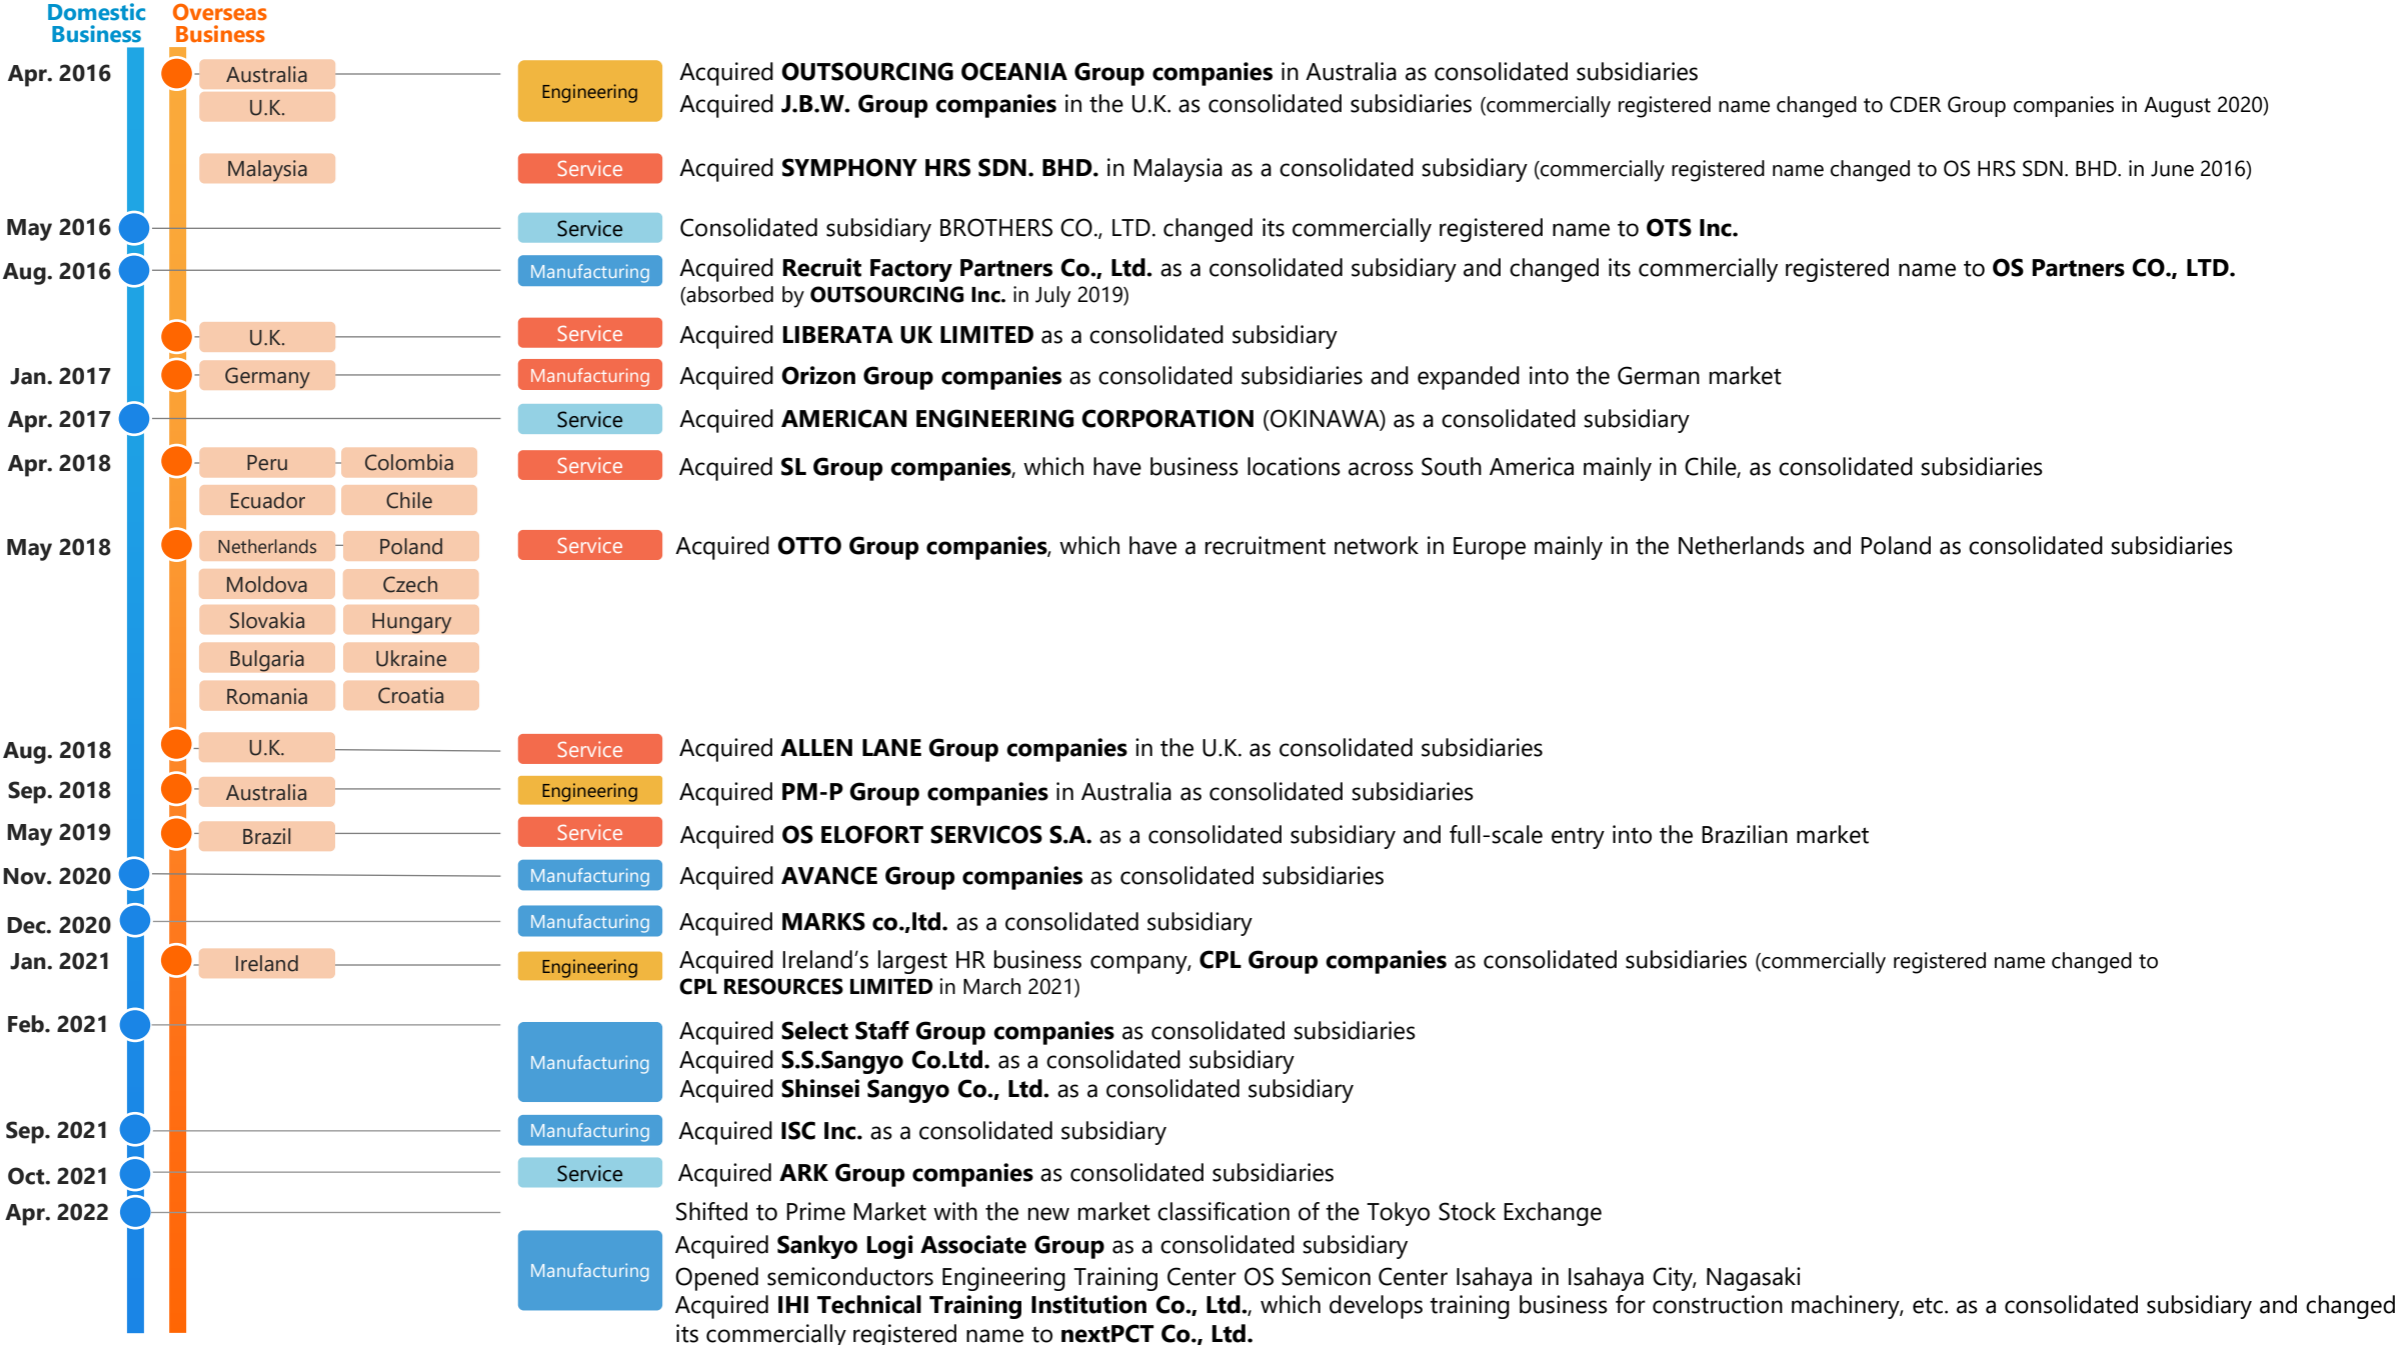 Domestic Business
Overseas Business
Apr. 2016
Australia
U.K.
Engineering
Acquired OUTSOURCING OCEANIA Group companies in Australia as consolidated subsidiaries
Acquired J.B.W. Group companies in the U.K. as consolidated subsidiaries (commercially registered name changed to CDER Group companies in August 2020)
Malaysia
Service
Acquired SYMPHONY HRS SDN. BHD. in Malaysia as a consolidated subsidiary (commercially registered name changed to OS HRS SDN. BHD. in June 2016)
May 2016
Service
Consolidated subsidiary BROTHERS CO., LTD. changed its commercially registered name to OTS Inc.
Aug. 2016
Manufacturing
Acquired Recruit Factory Partners Co., Ltd. as a consolidated subsidiary and changed its commercially registered name to OS Partners CO., LTD.
(absorbed by OUTSOURCING Inc. in July 2019)
U.K.
Service
Acquired LIBERATA UK LIMITED as a consolidated subsidiary
Jan. 2017
Germany
Manufacturing
Acquired Orizon Group companies as consolidated subsidiaries and expanded into the German market
Apr. 2017
Service
Acquired AMERICAN ENGINEERING CORPORATION (OKINAWA) as a consolidated subsidiary
Apr. 2018
Peru
Colombia
Service
Acquired SL Group companies, which have business locations across South America mainly in Chile, as consolidated subsidiaries
Ecuador
Chile
May 2018
Netherlands
Poland
Service
Acquired OTTO Group companies, which have a recruitment network in Europe mainly in the Netherlands and Poland as consolidated subsidiaries
Moldova
Czech
Slovakia
Hungary
Bulgaria
Ukraine
Romania
Croatia
Aug. 2018
U.K.
Service
Acquired ALLEN LANE Group companies in the U.K. as consolidated subsidiaries
Sep. 2018
Australia
Engineering
Acquired PM-P Group companies in Australia as consolidated subsidiaries
May 2019
Brazil
Service
Acquired OS ELOFORT SERVICOS S.A. as a consolidated subsidiary and full-scale entry into the Brazilian market
Nov. 2020
Manufacturing
Acquired AVANCE Group companies as consolidated subsidiaries
Dec. 2020
Manufacturing
Acquired MARKS co.,ltd. as a consolidated subsidiary
Jan. 2021
Ireland
Engineering
Acquired Ireland's largest HR business company, CPL Group companies as consolidated subsidiaries (commercially registered name changed to
CPL RESOURCES LIMITED in March 2021)
Feb. 2021
Manufacturing
Acquired Select Staff Group companies as consolidated subsidiaries
Acquired S.S.Sangyo Co.Ltd. as a consolidated subsidiary
Acquired Shinsei Sangyo Co., Ltd. as a consolidated subsidiary
Sep. 2021
Manufacturing
Acquired ISC Inc. as a consolidated subsidiary
Oct. 2021
Service
Acquired ARK Group companies as consolidated subsidiaries
Apr. 2022
Shifted to Prime Market with the new market classification of the Tokyo Stock Exchange
Manufacturing
Acquired Sankyo Logi Associate Group as a consolidated subsidiary
Opened semiconductors Engineering Training Center OS Semicon Center Isahaya in Isahaya City, Nagasaki
Acquired IHI Technical Training Institution Co., Ltd., which develops training business for construction machinery, etc. as a consolidated subsidiary and changed
its commercially registered name to nextPCT Co., Ltd.